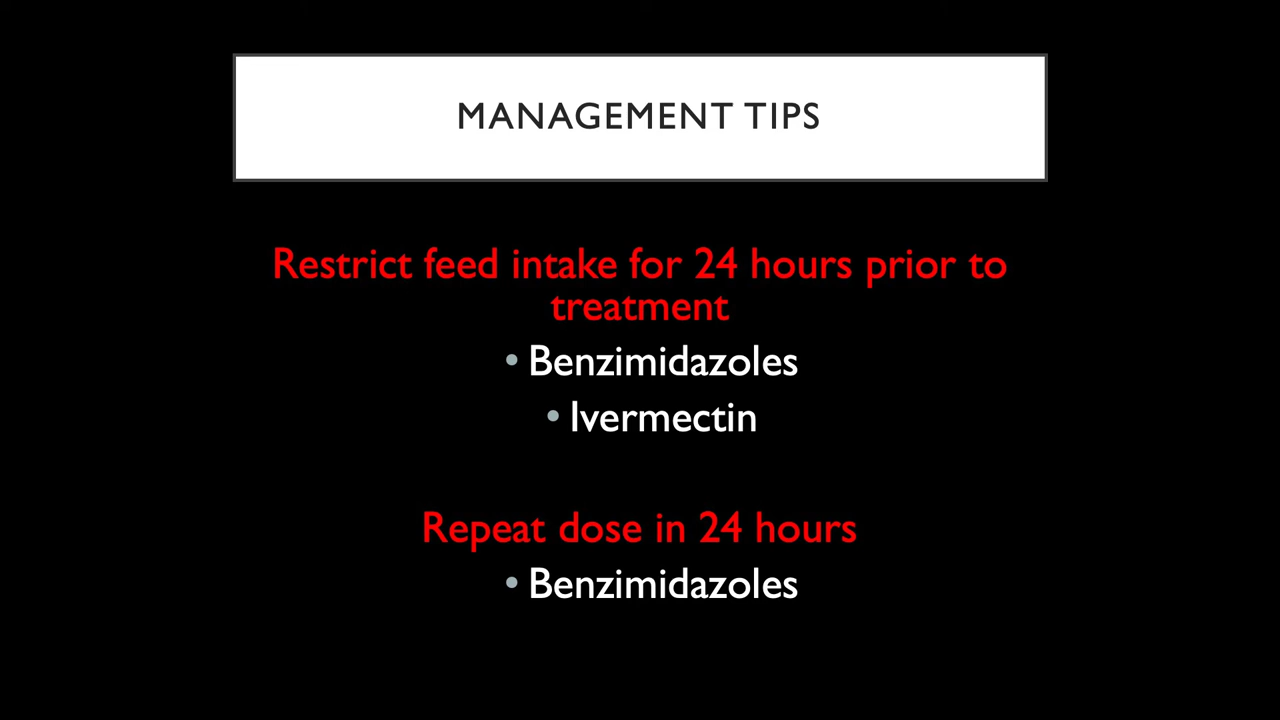 MANAGEMENT TIPS
Restrict feed intake for 24 hours prior to
treatment
• Benzimidazoles
• Ivermectin
Repeat dose in 24 hours
• Benzimidazoles